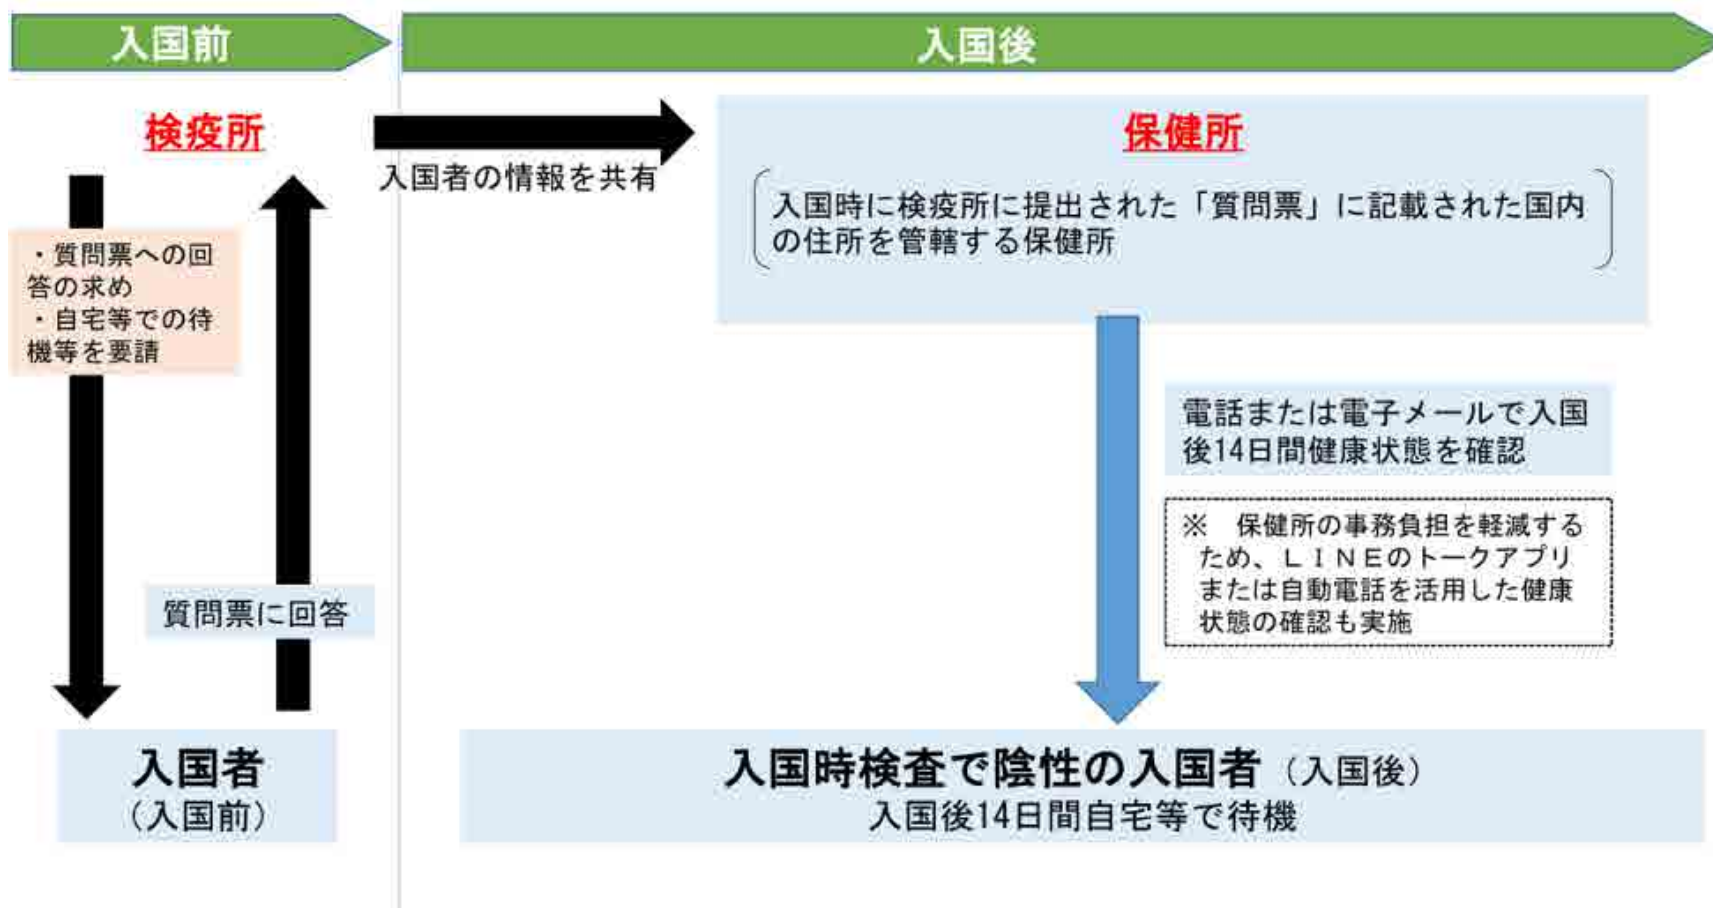 入国前
入国後
検疫所
入国者の情報を共有
保健所
入国時に検疫所に提出された「質問票」に記載された国内
の住所を管轄する保健所
・質問票への回
答の求め
・自宅等での待
機等を要請
質問票に回答
電話または電子メールで入国
後14日間健康状態を確認
※　保健所の事務負担を軽減する
ため、ＬＩＮＥのトークアプリ
または自動電話を活用した健康
状態の確認も実施
入国者
（入国前）
入国時検査で陰性の入国者（入国後）
入国後14日間自宅等で待機